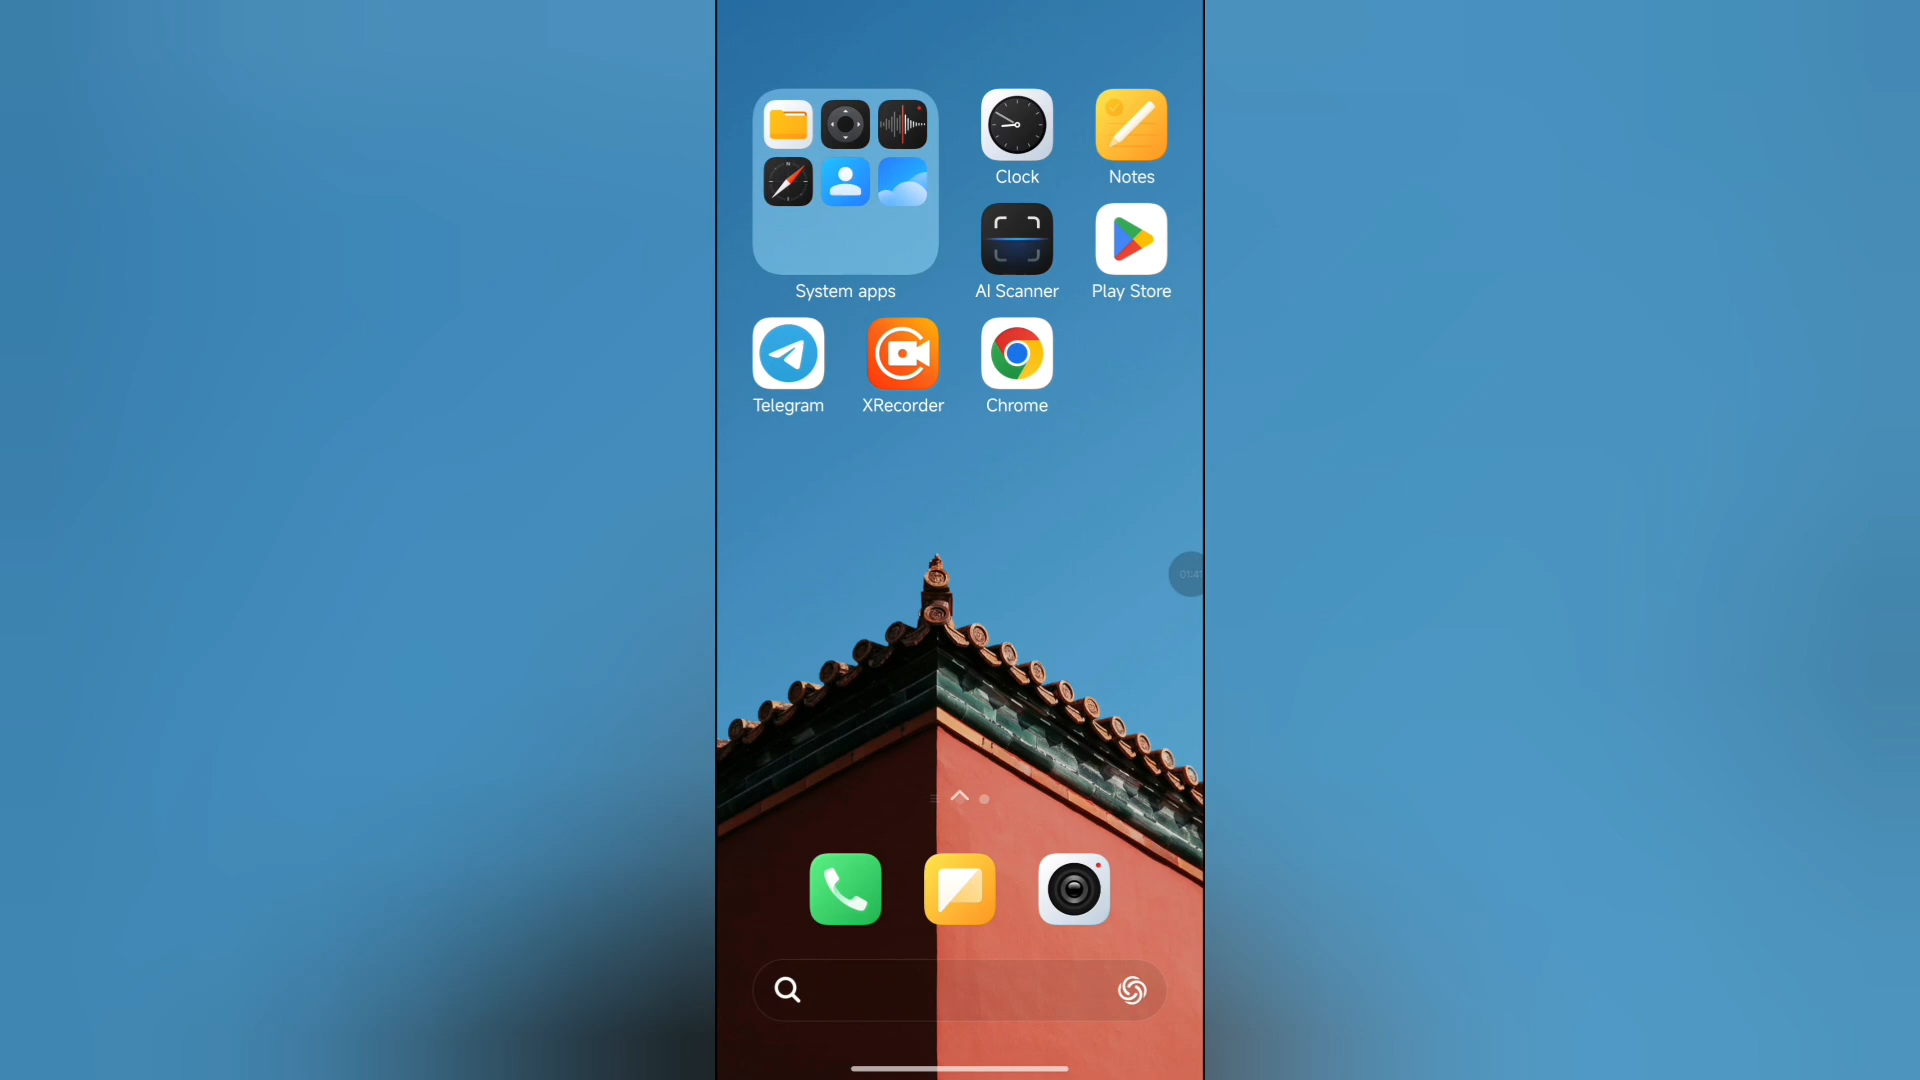 Clock
Notes
System apps
AI Scanner
Play Store
Telegram
XRecorder
Chrome